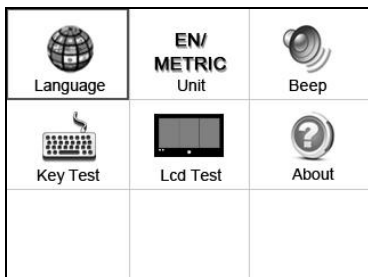 EN/
METRIC
Language
Unit
Beep
Key Test
Lcd Test
About